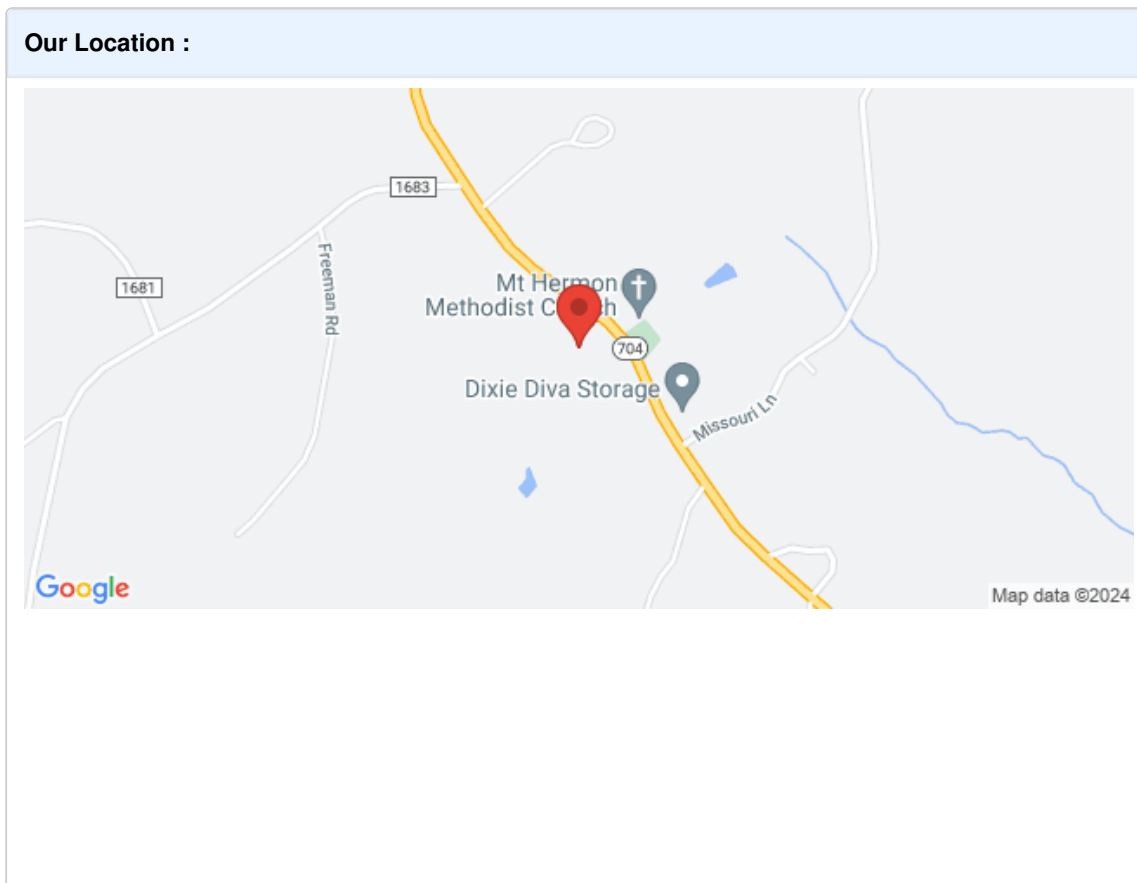 Our Location :
1683
Freeman Rd
1681
Mt Hermon
Methodist C ch
704
Dixie Diva Storage
Missouri Ln
Google
Map data ©2024